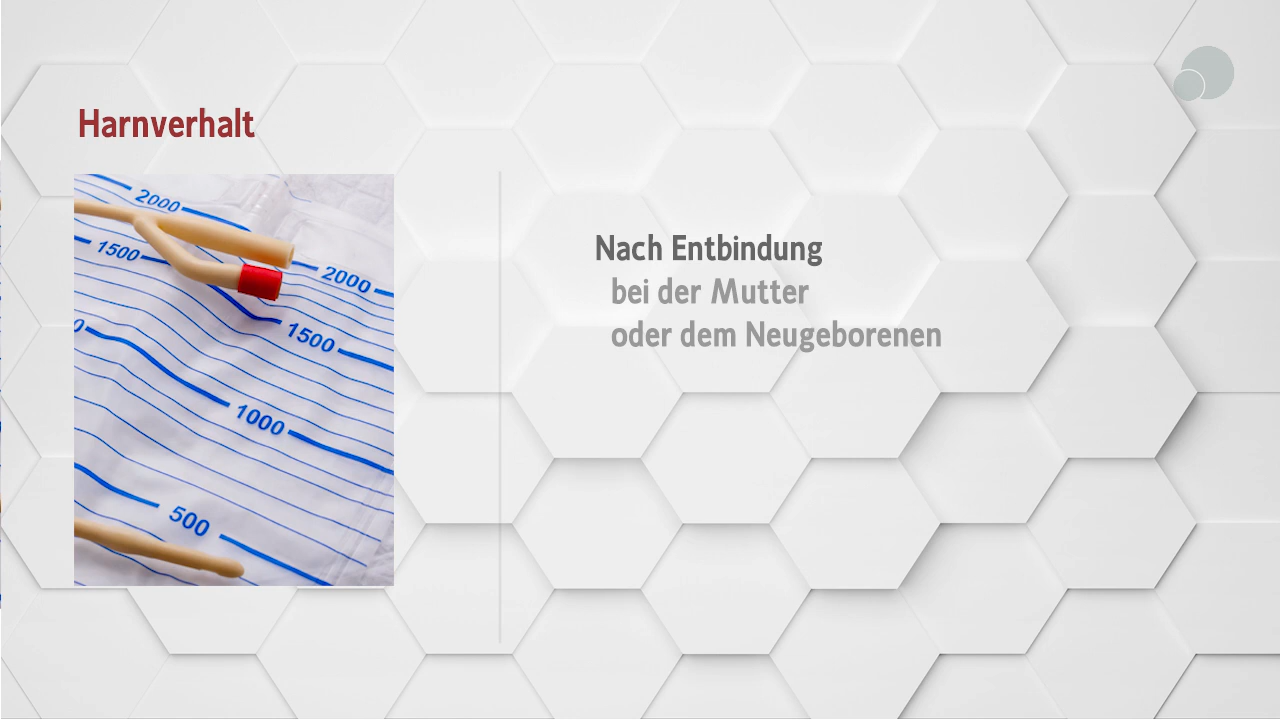 Harnverhalt
2000
1500
2000
1500
1000
500
Nach Entbindung
bei der Mutter
oder dem Neugeborenen